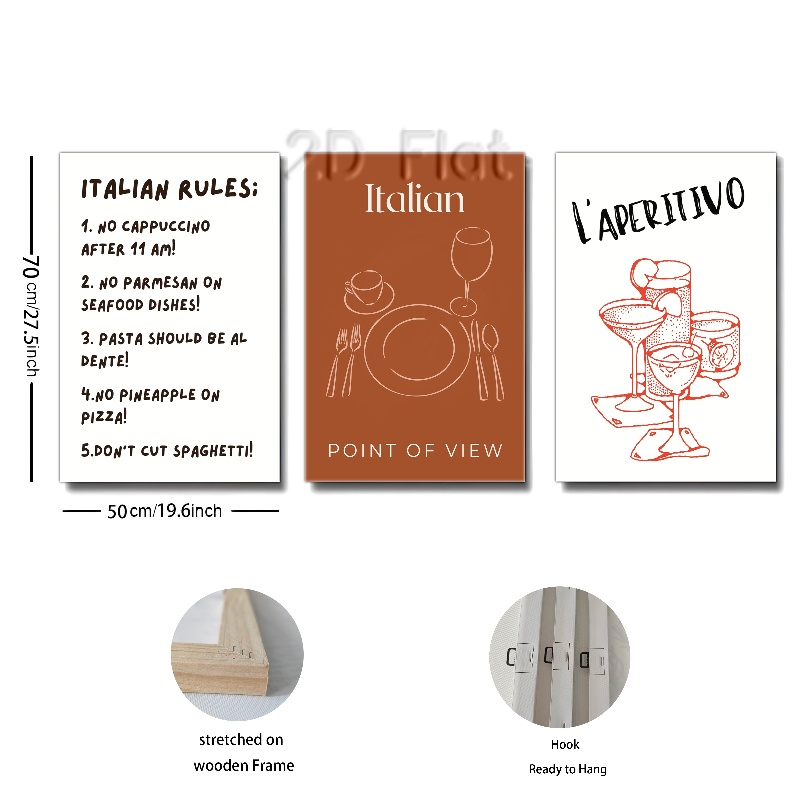 2D Flat
ITALIAN RULES;
1. NO CAPPUCCINO
AFTER 11 AM!
2. NO PARMESAN ON
SEAFOOD DISHES!
3. PASTA SHOULD BE AL
DENTE!
4.NO PINEAPPLE ON
PIZZA!
5.DON'T CUT SPAGHETTI!
Italian
POINT OF VIEW
L'APERITIVO
70 cm/27.5inch
50 cm/19.6inch
stretched on
wooden Frame
Hook
Ready to Hang